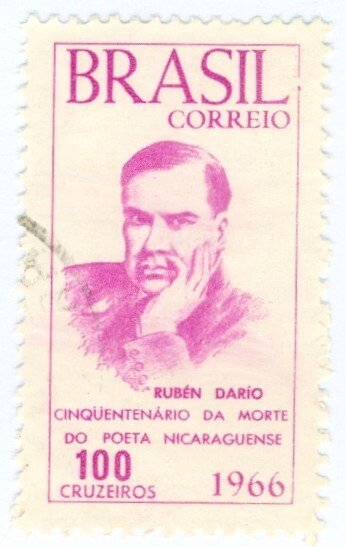 BRASIL
CORREIO
RUBÉN DARÍO
CINQÜENTENÁRIO DA MORTE
DO POETA NICARAGUENSE
100
CRUZEIROS 1966